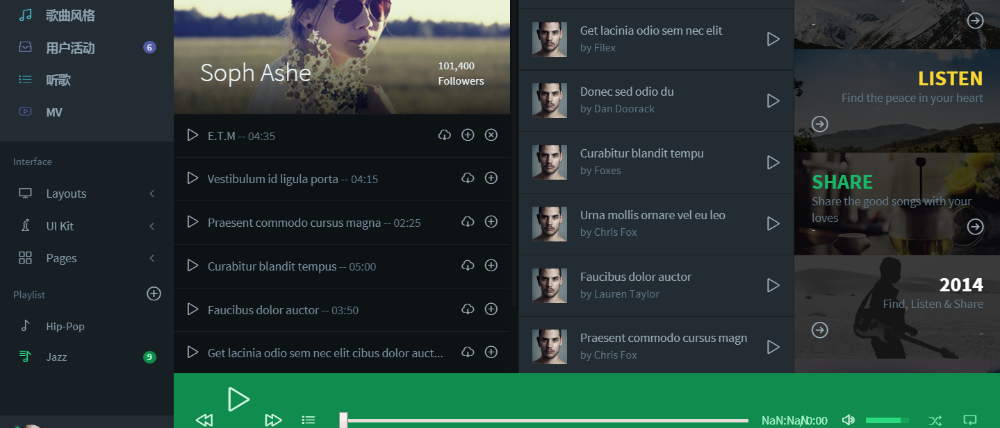 歌曲风格
用户活动
6
听歌
MV
Interface
Layouts
UI Kit
Pages
Playlist
Hip-Pop
Jazz
9
Soph Ashe
101,400
Followers
E.T.M -- 04:35
Vestibulum id ligula porta -- 04:15
Praesent commodo cursus magna -- 02:25
Curabitur blandit tempus -- 05:00
Faucibus dolor auctor -- 03:50
Get lacinia odio sem nec elit cibus dolor auct...
Get lacinia odio sem nec elit
by Filex
Donec sed odio du
by Dan Doorack
Curabitur blandit tempu
by Foxes
Urna mollis ornare vel eu leo
by Chris Fox
Faucibus dolor auctor
by Lauren Taylor
Praesent commodo cursus magn
by Chris Fox
-
LISTEN
Find the peace in your heart
-
SHARE
Share the good songs with your
loves
-
2014
Find, Listen & Share
-
NaN:NaN/0:00